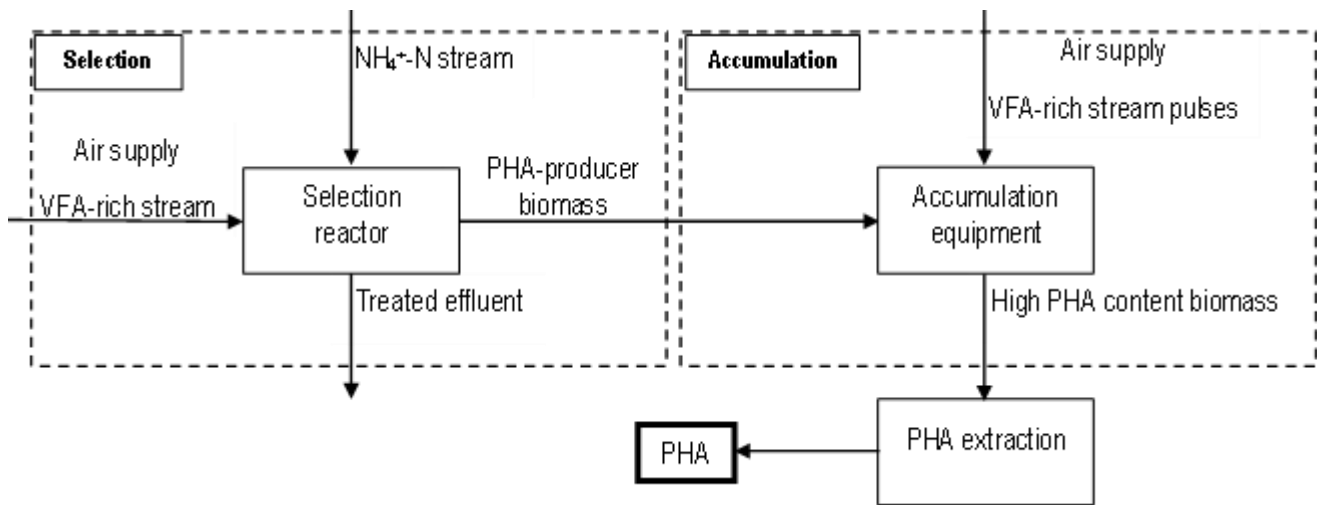 Selection
NH₄⁺-N stream
Air supply
VFA-rich stream
Selection
reactor
Treated effluent
PHA-producer
biomass
Accumulation
Air supply
VFA-rich stream pulses
Accumulation
equipment
High PHA content biomass
PHA extraction
PHA